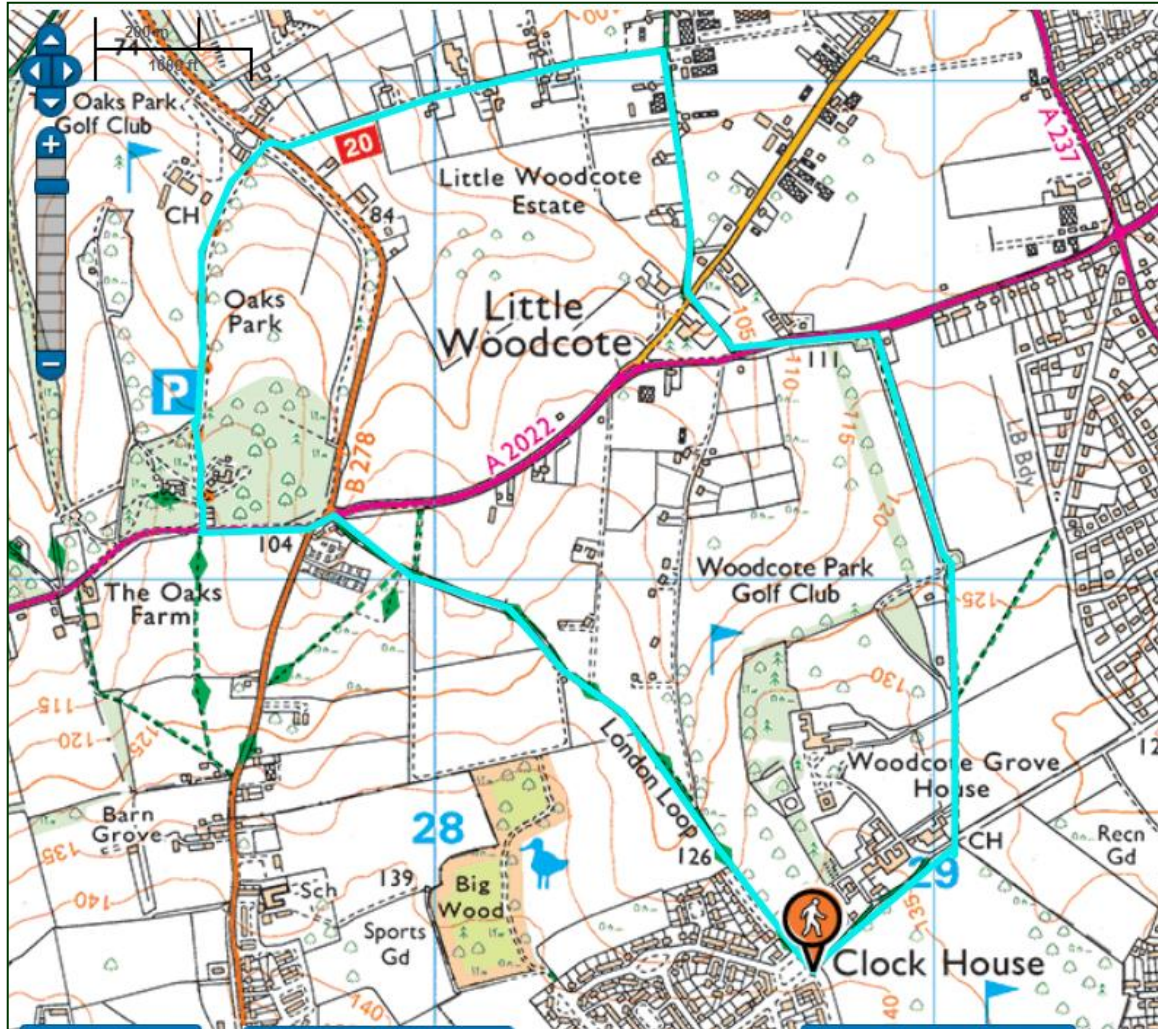 200 m
74
1000 ft
100
Oaks Park
Golf Club
20
A 237
Little Woodcote
Estate
CH
84
Oaks
Park
Little
Woodcote
105
111
110
P
A 2022
B 278
115
LB Bdy
120
104
The Oaks
Farm
Woodcote Park
Golf Club
125
130
115
120
125
London Loop
Woodcote Grove
House
Barn
Grove
28
135
126
CH
29
Recn
Gd
Sch
139
Big
Wood
140
Sports
Gd
135
Clock House
140
40